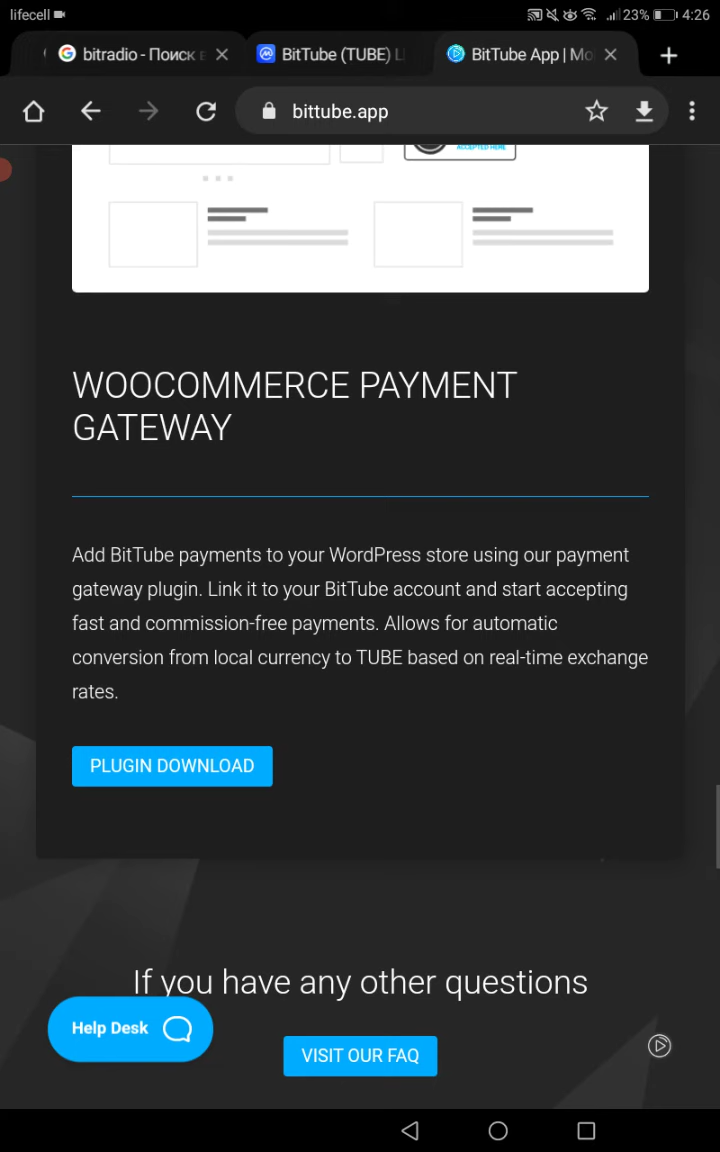 lifecell 23% 4:26
bitradio - Поиск в BitTube (TUBE) Li BitTube App | Mo
bittube.app
ACCEPTED HERE
WOOCOMMERCE PAYMENT
GATEWAY
Add BitTube payments to your WordPress store using our payment
gateway plugin. Link it to your BitTube account and start accepting
fast and commission-free payments. Allows for automatic
conversion from local currency to TUBE based on real-time exchange
rates.
PLUGIN DOWNLOAD
If you have any other questions
Help Desk
VISIT OUR FAQ